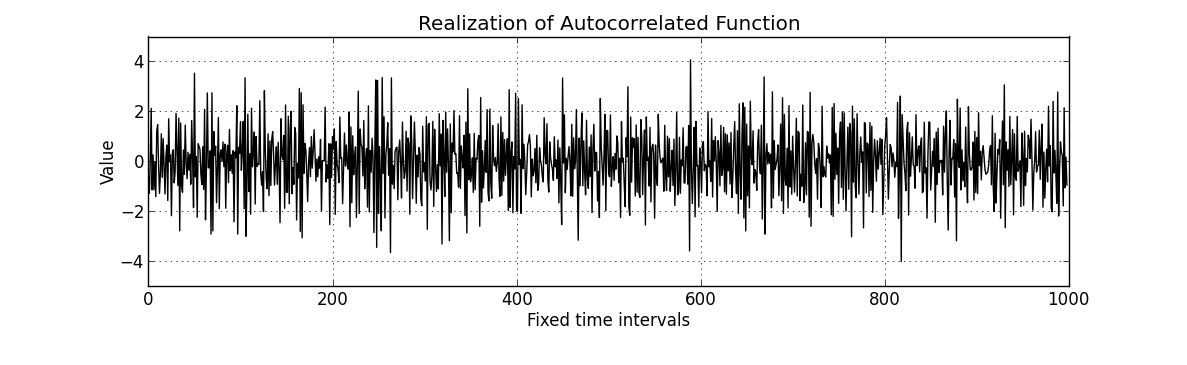 Realization of Autocorrelated Function
4
2
0
−2
−4
Value
0 200 400 600 800 1000
Fixed time intervals